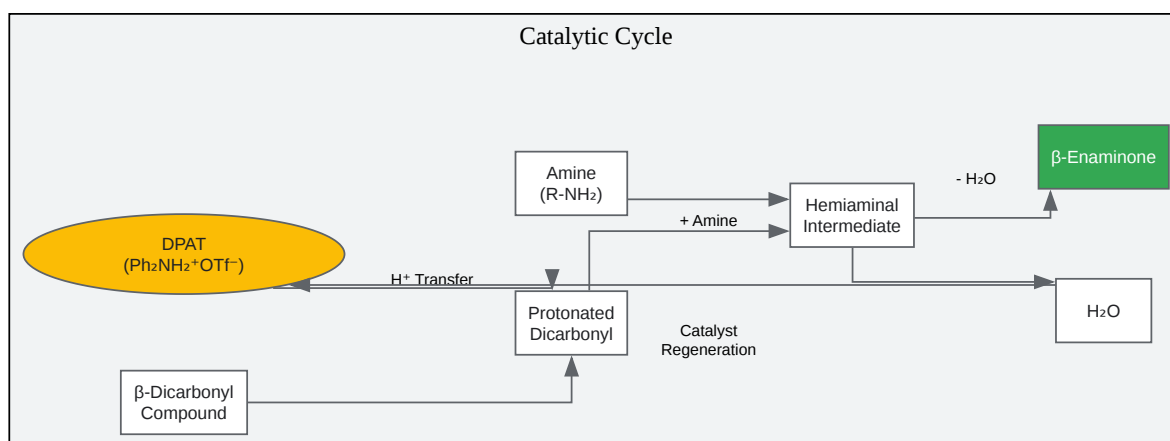 Catalytic Cycle
β-Enaminone
Amine
(R-NH₂)
- H₂O
Hemiaminal
Intermediate
+ Amine
DPAT
(Ph₂NH₂⁺OTf⁻)
H⁺ Transfer
Protonated
Dicarbonyl
H₂O
Catalyst
Regeneration
β-Dicarbonyl
Compound